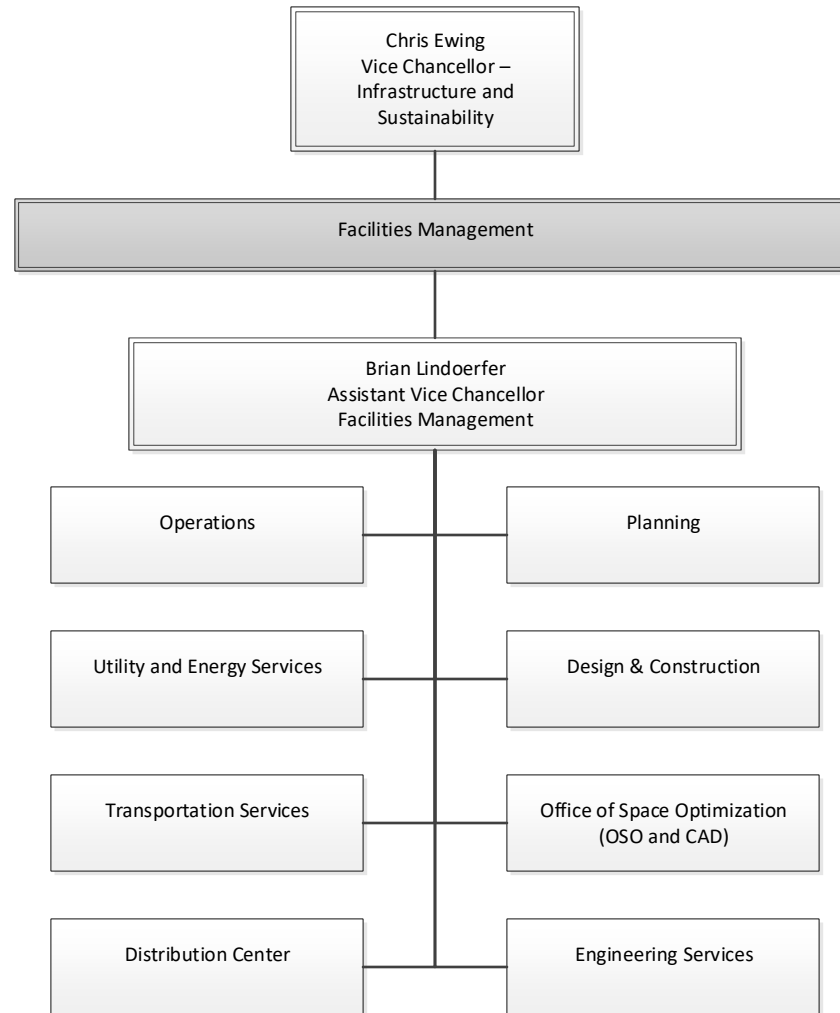 Chris Ewing
Vice Chancellor –
Infrastructure and
Sustainability
Facilities Management
Brian Lindoerfer
Assistant Vice Chancellor
Facilities Management
Operations
Planning
Utility and Energy Services
Design & Construction
Transportation Services
Office of Space Optimization
(OSO and CAD)
Distribution Center
Engineering Services